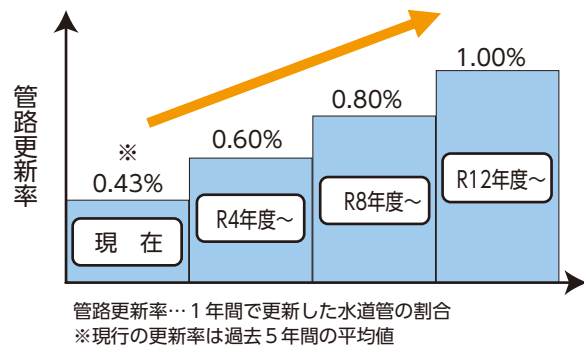 管路更新率
※
0.43%
0.60%
0.80%
1.00%
現　在
R4年度～
R8年度～
R12年度～
管路更新率…１年間で更新した水道管の割合
※現行の更新率は過去５年間の平均値